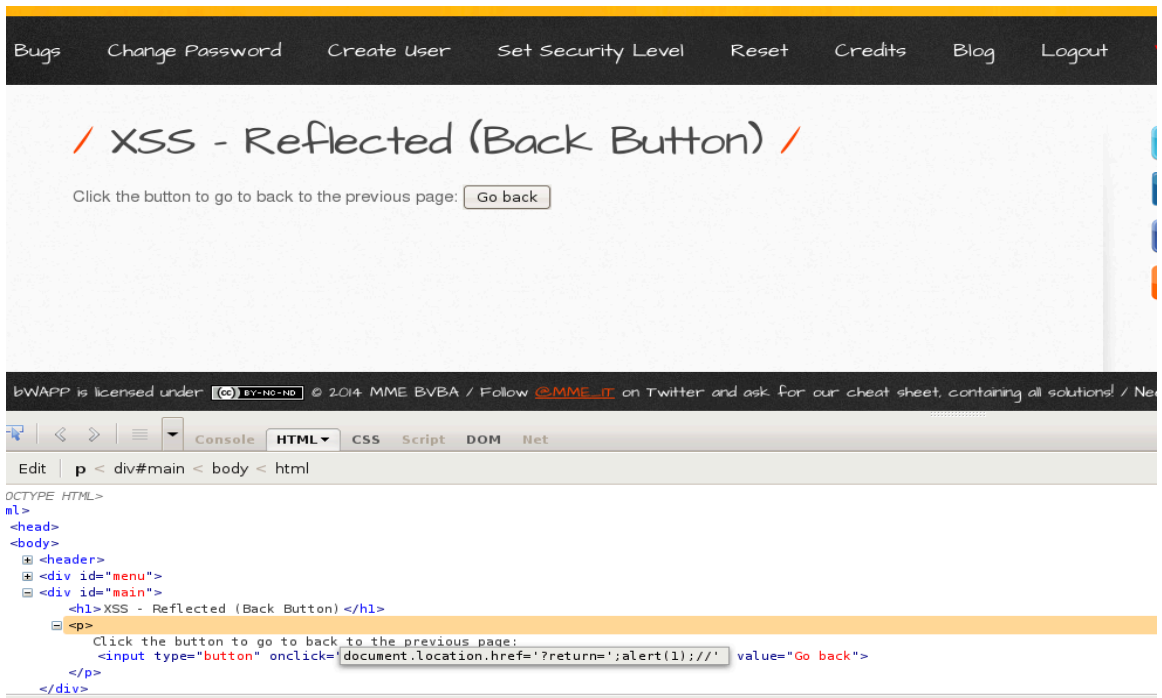 Bugs Change Password Create User Set Security Level Reset Credits Blog Logout
/ XSS - Reflected (Back Button) /
Click the button to go to back to the previous page: Go back
bWAPP is licensed under (cc) BY-NC-ND © 2014 MME BVBA / Follow @MME_IT on Twitter and ask for our cheat sheet, containing all solutions! / Nee
Console HTML CSS Script DOM Net
Edit p < div#main < body < html
OCTYPE HTML>
ml>
<head>
<body>
<header>
<div id="menu">
<div id="main">
<h1>XSS - Reflected (Back Button)</h1>
<p>
Click the button to go to back to the previous page:
<input type="button" onclick="document.location.href='?return=';alert(1);//' value="Go back">
</p>
</div>